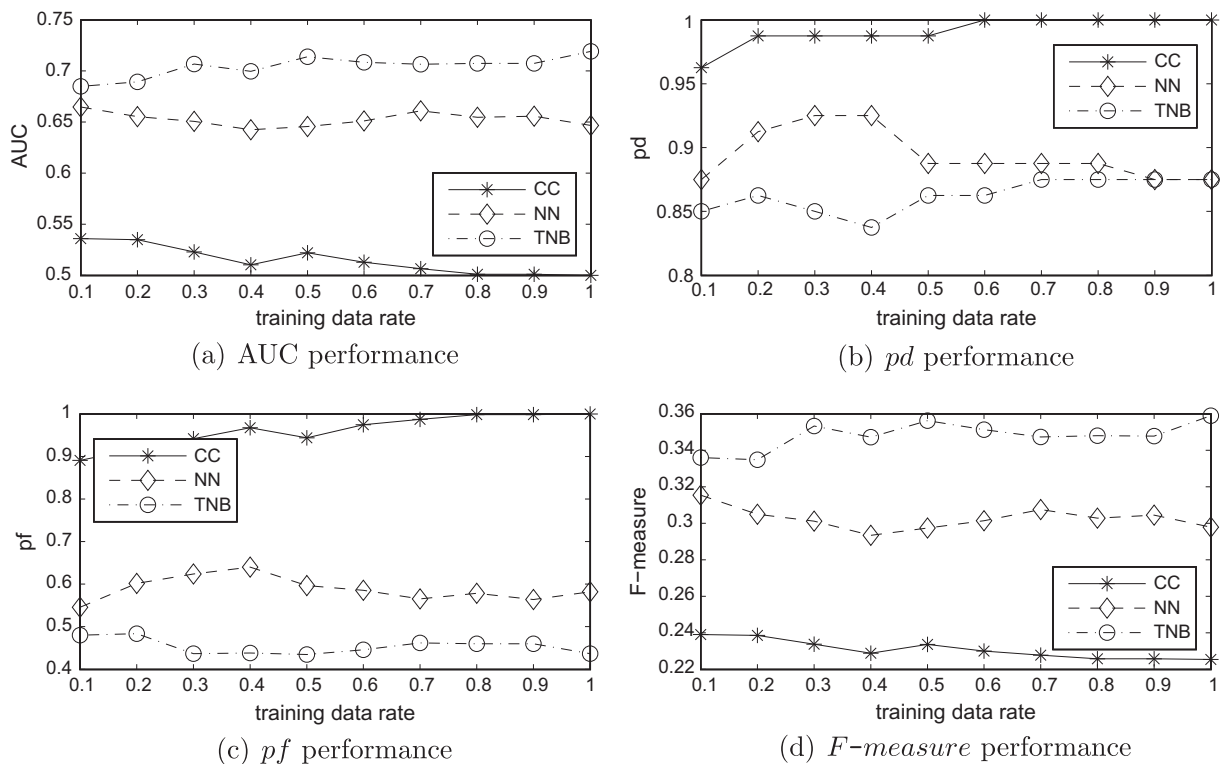 0.75
0.7
0.65
0.6
0.55
0.5
AUC
CC
NN
TNB
0.1 0.2 0.3 0.4 0.5 0.6 0.7 0.8 0.9 1
training data rate
(a) AUC performance
1
0.95
0.9
0.85
0.8
pd
CC
NN
TNB
0.1 0.2 0.3 0.4 0.5 0.6 0.7 0.8 0.9 1
training data rate
(b) pd performance
1
0.9
0.8
0.7
0.6
0.5
0.4
pf
CC
NN
TNB
0.1 0.2 0.3 0.4 0.5 0.6 0.7 0.8 0.9 1
training data rate
(c) pf performance
0.36
0.34
0.32
0.3
0.28
0.26
0.24
0.22
F-measure
CC
NN
TNB
0.1 0.2 0.3 0.4 0.5 0.6 0.7 0.8 0.9 1
training data rate
(d) F-measure performance